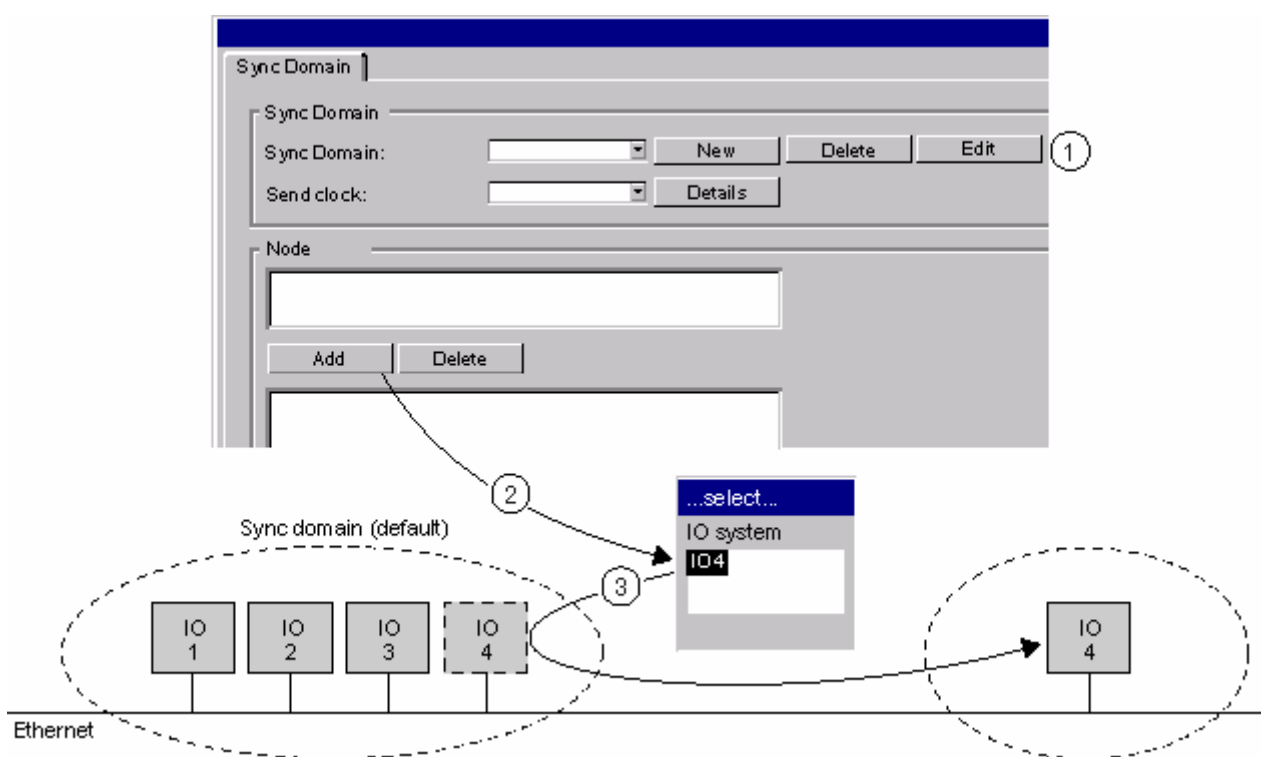 Sync Domain
Sync Domain
Sync Domain:
New
Delete
Edit
1
Send clock:
Details
Node
Add
Delete
2
...select...
IO system
IO4
3
Sync domain (default)
IO
1
IO
2
IO
3
IO
4
IO
4
Ethernet